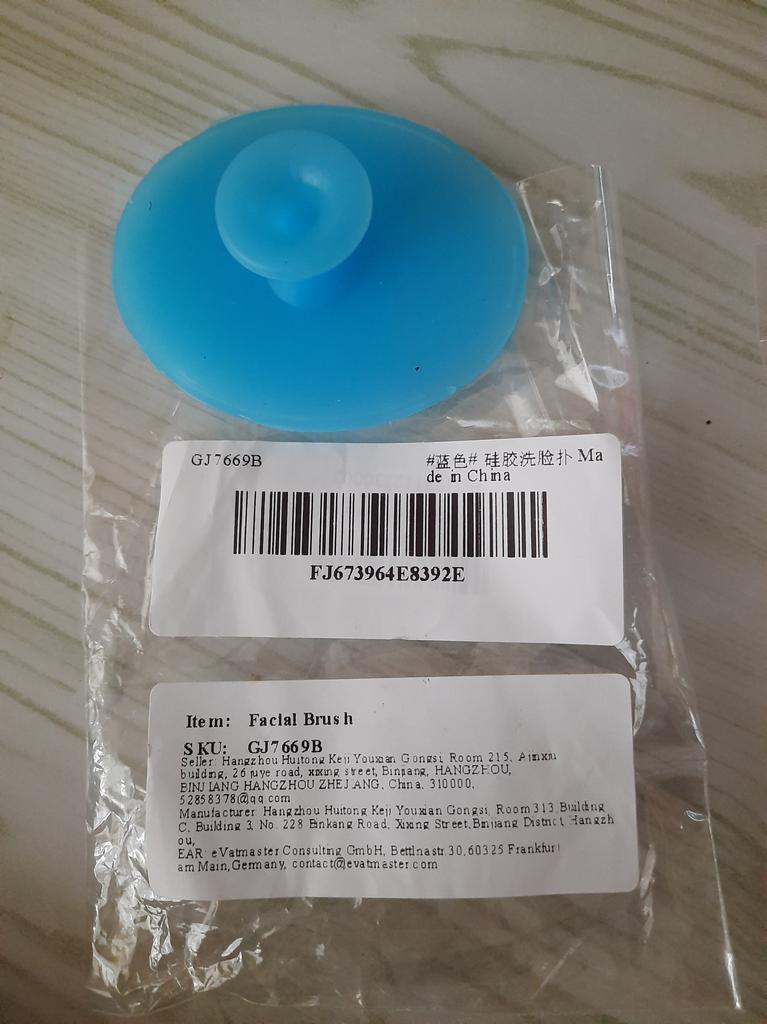 GJ7669B
#蓝色# 硅胶洗脸扑 Ma
de in China
FJ673964E8392E
Item: Facial Brush
SKU: GJ7669B
Seller: Hangzhou Huitong Keji Youxian Gongsi, Room 215, Aimxiu
building, 26 jiuye road, xixing street, Binjiang, HANGZHOU,
BINJIANG HANGZHOU ZHEJIANG, China, 310000,
52858378@qq.com
Manufacturer: Hangzhou Huitong Keji Youxian Gongsi, Room 313, Building
C, Building 3, No. 228 Binkang Road, Xixing Street, Binjiang District, Hangzh
ou,
EAR: eVatmaster Consulting GmbH, Bettinastr.30,60325 Frankfurt
am Main,Germany, contact@evatmaster.com